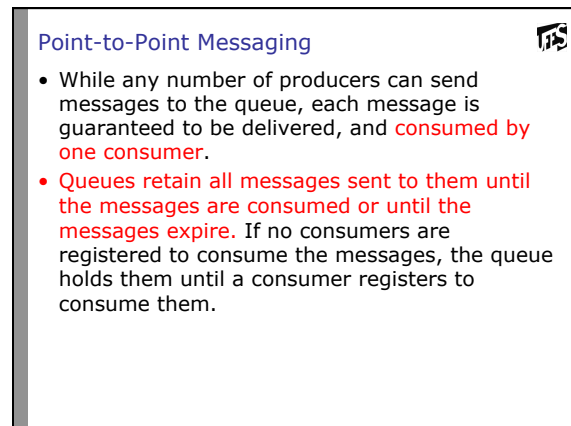 Point-to-Point Messaging
• While any number of producers can send
messages to the queue, each message is
guaranteed to be delivered, and consumed by
one consumer.
• Queues retain all messages sent to them until
the messages are consumed or until the
messages expire. If no consumers are
registered to consume the messages, the queue
holds them until a consumer registers to
consume them.